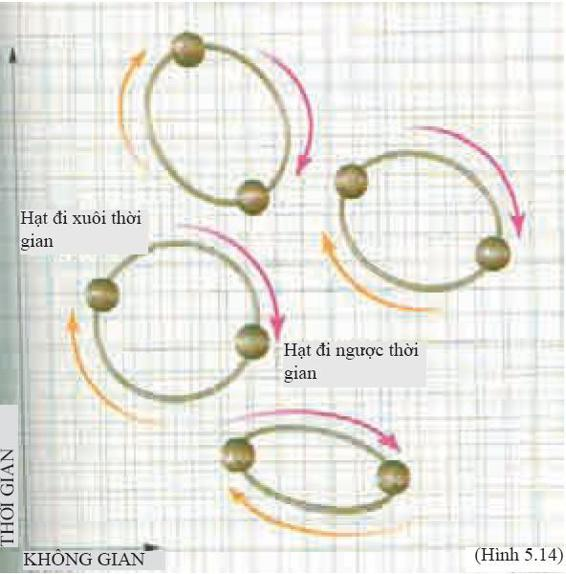 Hạt đi xuôi thời
gian
Hạt đi ngược thời
gian
THỜI GIAN
KHÔNG GIAN
(Hình 5.14)